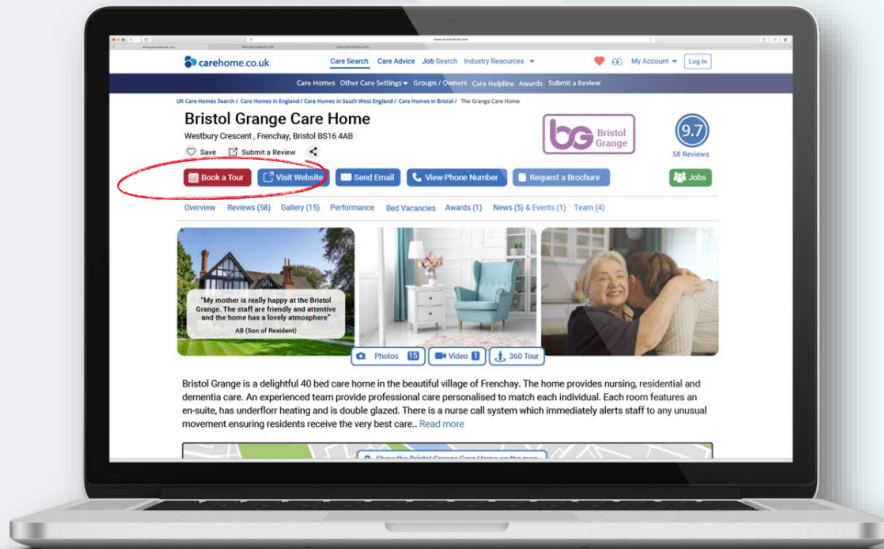 carehome.co.uk
Care Search Care Advice Job Search Industry Resources My Account Log In
Care Homes Other Care Settings Groups / Owners Care Helpline Awards Submit a Review
UK Care Homes Search / Care Homes in England / Care Homes in South West England / Care Homes in Bristol / The Grange Care Home
Bristol Grange Care Home
Westbury Crescent , Frenchay, Bristol BS16 4AB
Save Submit a Review
bG Bristol Grange
9.7
58 Reviews
Book a Tour Visit Website Send Email View Phone Number Request a Brochure Jobs
Overview Reviews (58) Gallery (15) Performance Bed Vacancies Awards (1) News (5) & Events (1) Team (4)
"My mother is really happy at the Bristol
Grange. The staff are friendly and attentive
and the home has a lovely atmosphere"
AB (Son of Resident)
Photos 15 Video 1 360 Tour
Bristol Grange is a delightful 40 bed care home in the beautiful village of Frenchay. The home provides nursing, residential and
dementia care. An experienced team provide professional care personalised to match each individual. Each room features an
en-suite, has underflorr heating and is double glazed. There is a nurse call system which immediately alerts staff to any unusual
movement ensuring residents receive the very best care.. Read more
Show the Bristol Grange Care Home on the map